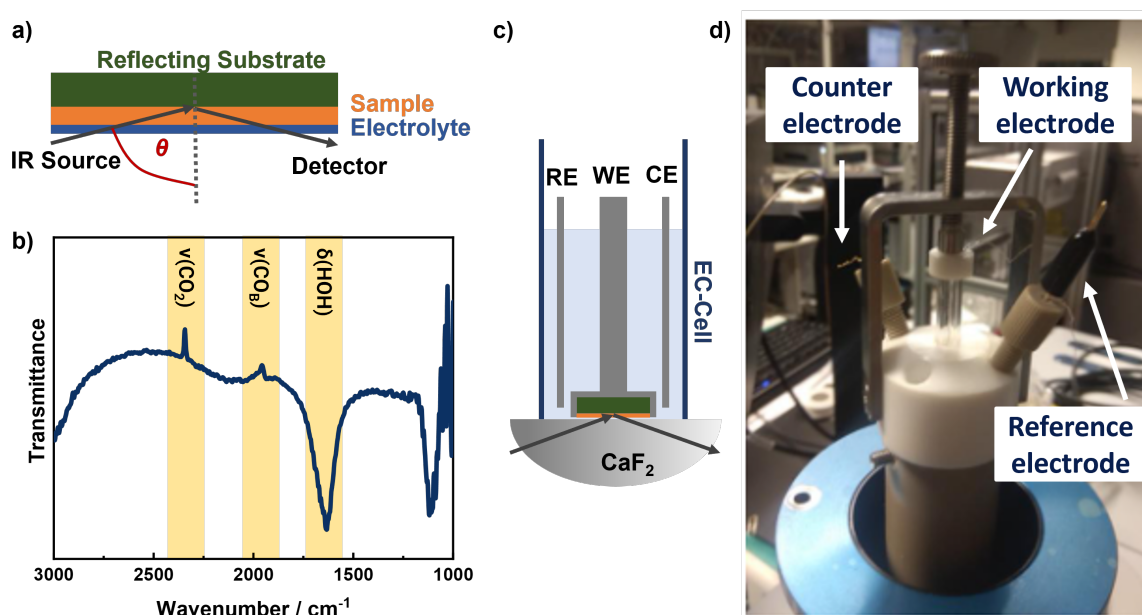 a)
Reflecting Substrate
Sample
Electrolyte
θ
IR Source
Detector
b)
ν(CO₂)
ν(CO_B)
δ(HOH)
Transmittance
3000
2500
2000
1500
1000
Wavenumber / cm⁻¹
c)
RE
WE
CE
EC-Cell
CaF₂
d)
Counter
electrode
Working
electrode
Reference
electrode